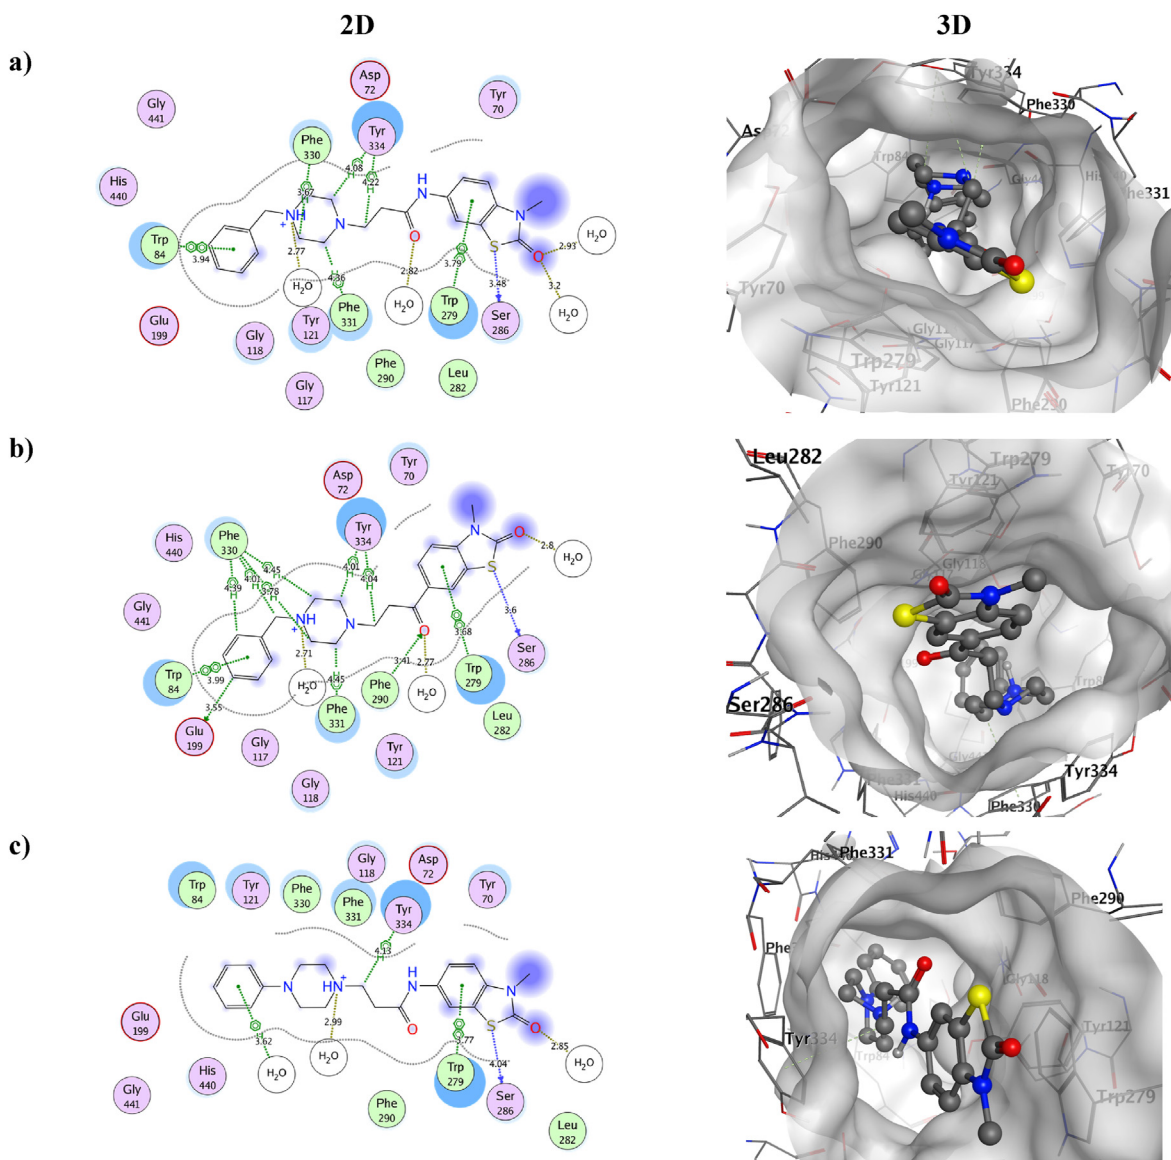 2D
3D
a)
Gly
441
Asp
72
Tyr
70
Phe
330
Tyr
334
4.08
H
4.22
H
3.67
H
His
440
Trp
84
3.94
NH
+
N
2.77
H₂O
4.36
H
O
2.82
H₂O
H
N
N
S
O
3.79
3.48
2.93
H₂O
3.2
H₂O
Glu
199
Gly
118
Tyr
121
Phe
331
Trp
279
Ser
286
Gly
117
Phe
290
Leu
282
Tyr334
Phe330
Trp84
Phe331
Tyr70
Gly117
Trp279
Tyr121
b)
Tyr
70
Asp
72
His
440
Phe
330
Tyr
334
4.39
H
4.01
H
4.45
H
3.78
H
4.01
H
4.04
H
Gly
441
Trp
84
3.99
3.55
NH
+
N
2.71
H₂O
4.45
H
Phe
331
3.41
Phe
290
O
2.77
H₂O
3.68
Trp
279
N
S
O
2.8
H₂O
3.6
Ser
286
Glu
199
Gly
117
Gly
118
Tyr
121
Leu
282
Leu282
Trp279
Tyr121
Tyr70
Phe290
Gly118
Ser286
Phe331
His440
Phe330
Tyr334
c)
Trp
84
Tyr
121
Phe
330
Phe
331
Gly
118
Asp
72
Tyr
334
Tyr
70
4.13
H
N
NH
+
2.99
H₂O
3.62
H₂O
O
H
N
N
S
O
3.77
Trp
279
4.04
Ser
286
2.85
H₂O
Glu
199
His
440
Gly
441
Phe
290
Leu
282
Phe331
Phe290
Gly118
Tyr334
Trp84
Tyr121
Trp279